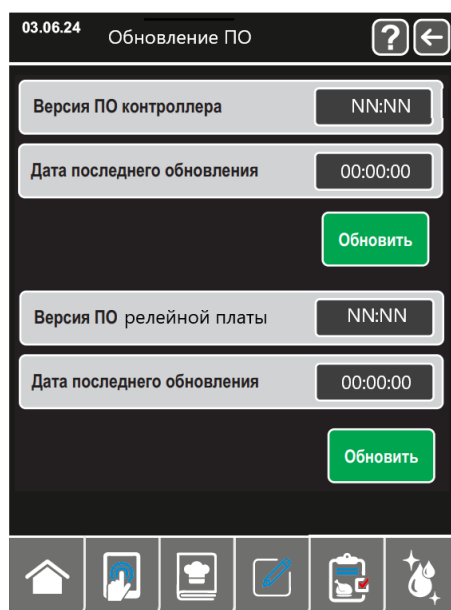 03.06.24
Обновление ПО
?
Версия ПО контроллера
NN:NN
Дата последнего обновления
00:00:00
Обновить
Версия ПО релейной платы
NN:NN
Дата последнего обновления
00:00:00
Обновить